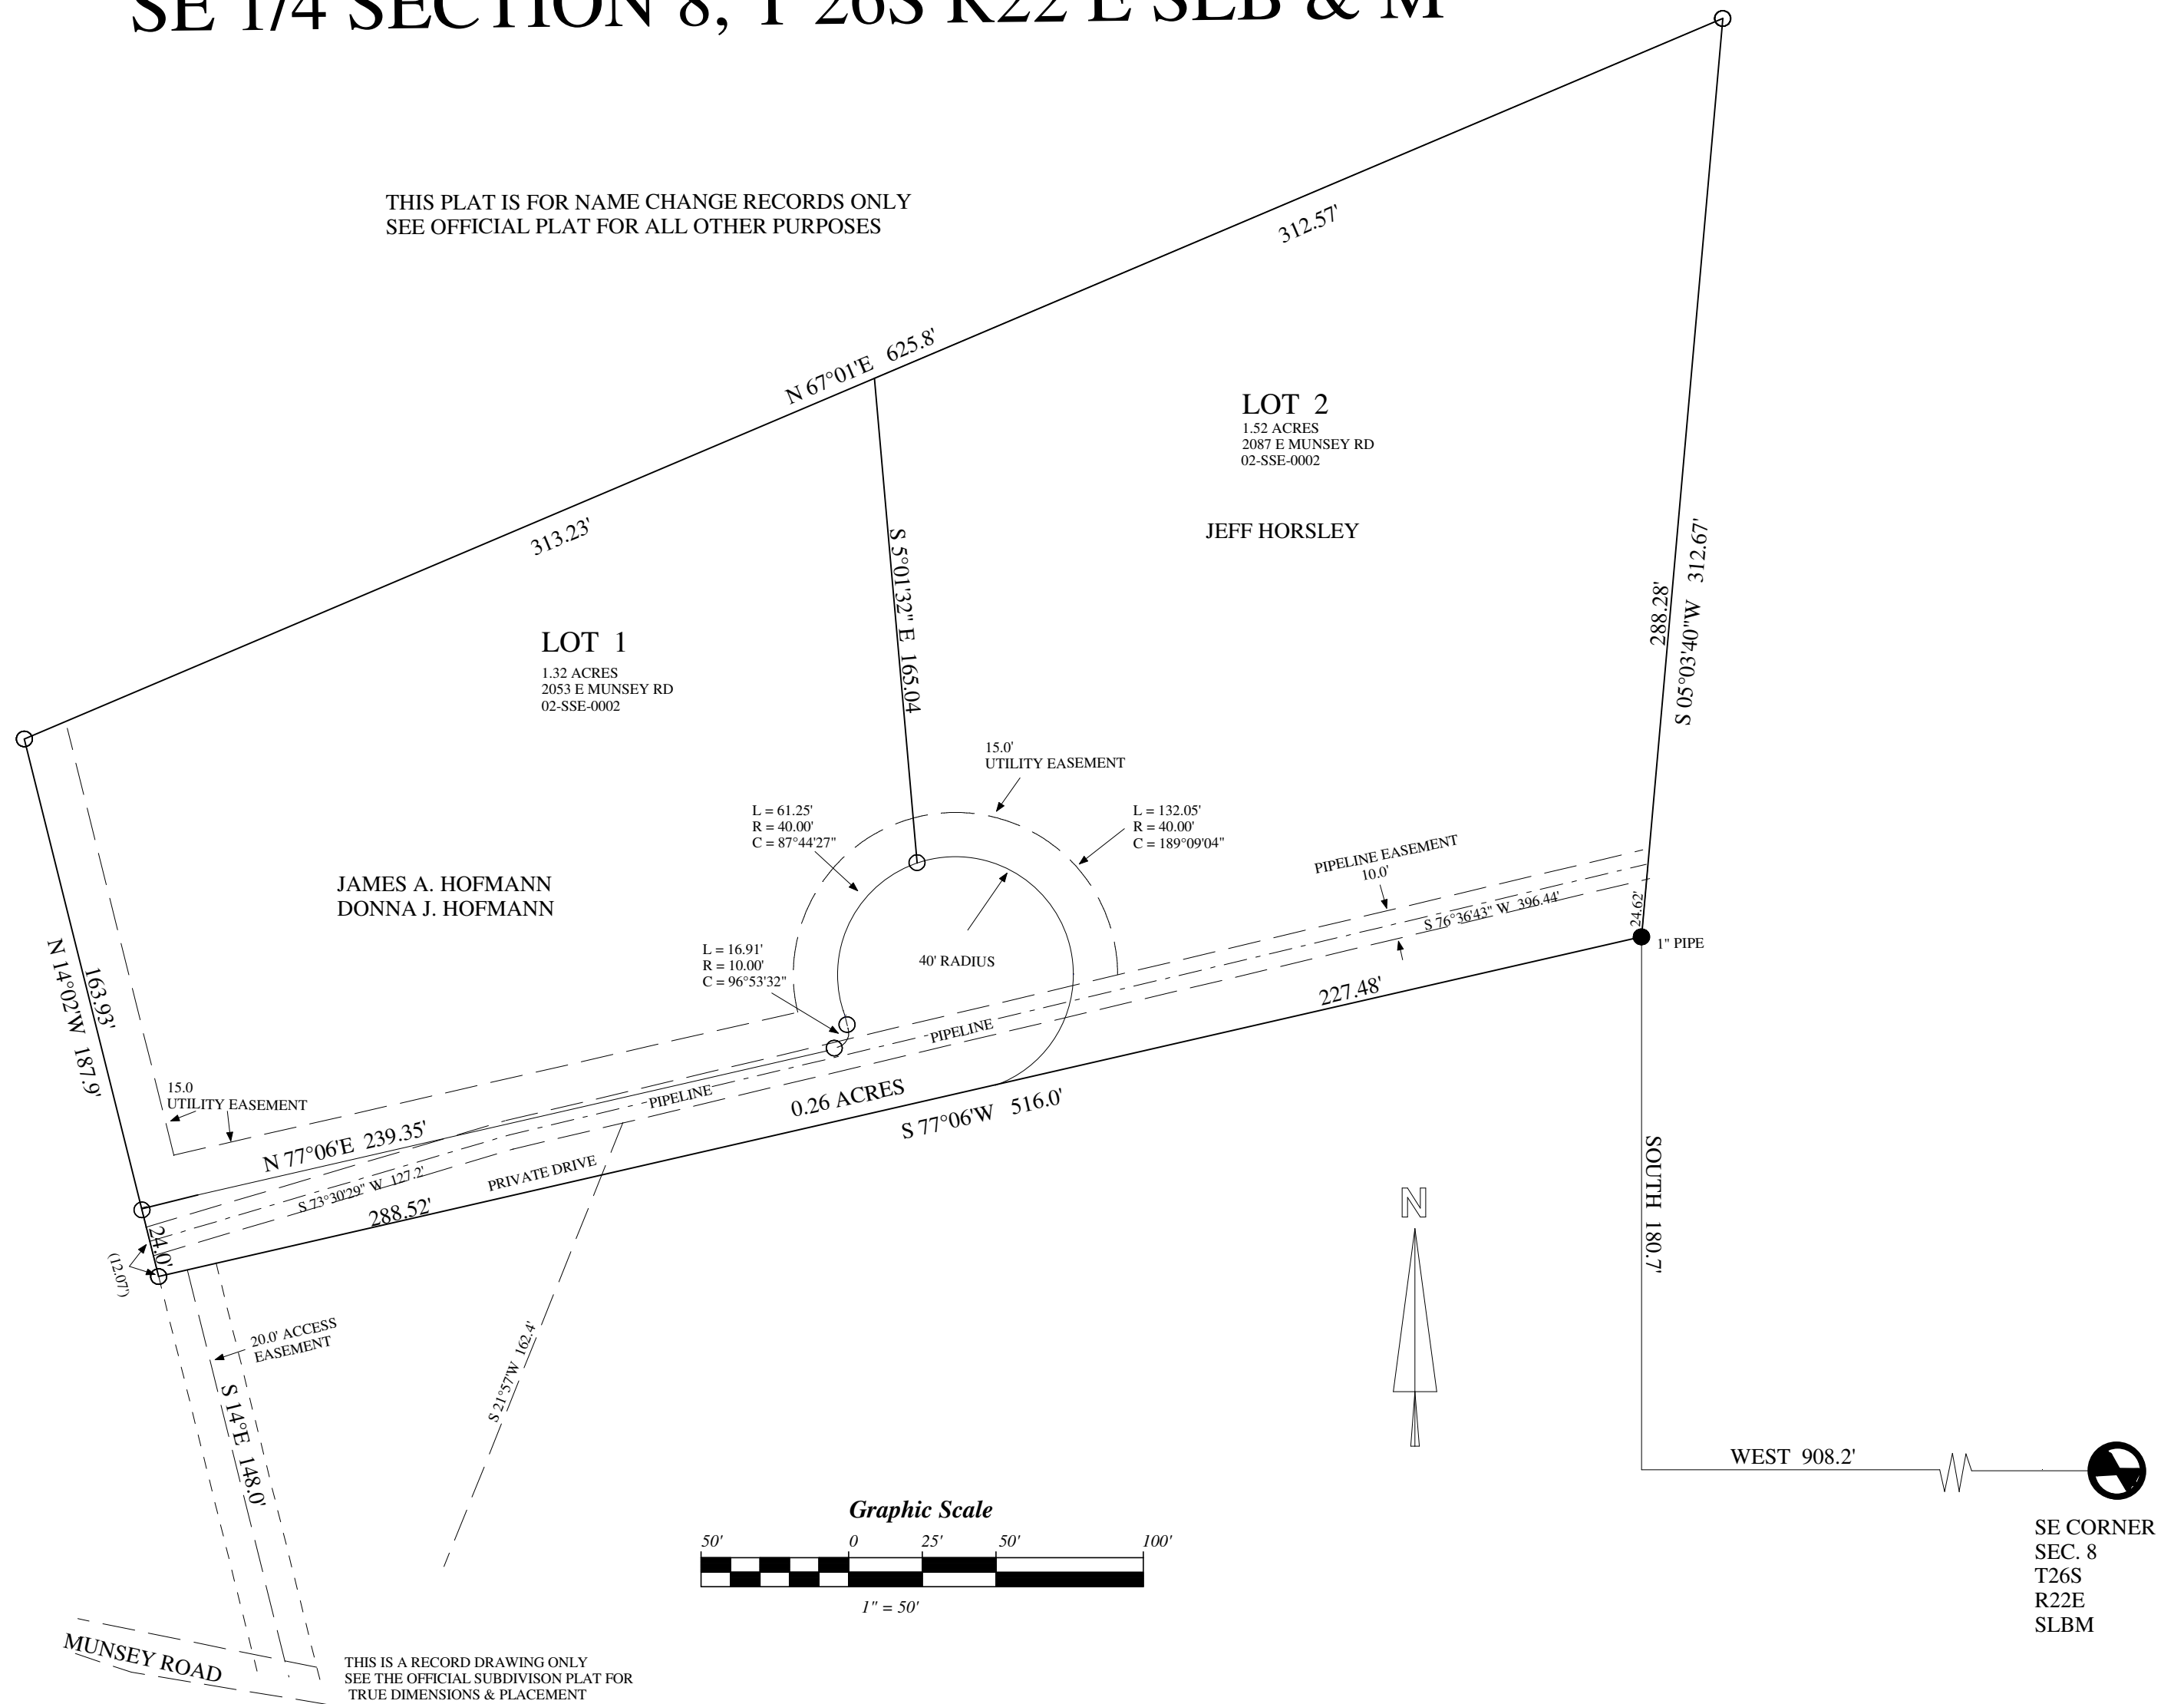 SE 1/4 SECTION 8, T 26S R22 E SLB & M
THIS PLAT IS FOR NAME CHANGE RECORDS ONLY
SEE OFFICIAL PLAT FOR ALL OTHER PURPOSES
312.57'
N 67°01'E 625.8'
313.23'
LOT 2
1.52 ACRES
2087 E MUNSEY RD
02-SSE-0002
JEFF HORSLEY
S 5°01'32" E 165.04
288.28'
S 05°03'40"W 312.67'
LOT 1
1.32 ACRES
2053 E MUNSEY RD
02-SSE-0002
JAMES A. HOFMANN
DONNA J. HOFMANN
15.0'
UTILITY EASEMENT
L = 61.25'
R = 40.00'
C = 87°44'27"
L = 132.05'
R = 40.00'
C = 189°09'04"
PIPELINE EASEMENT
10.0'
S 76°36'43" W 396.44'
24.62'
1" PIPE
L = 16.91'
R = 10.00'
C = 96°53'32"
40' RADIUS
163.93'
N 14°02'W 187.9'
227.48'
PIPELINE
PIPELINE
15.0
UTILITY EASEMENT
0.26 ACRES
S 77°06'W 516.0'
N 77°06'E 239.35'
S 73°30'29" W 127.2'
PRIVATE DRIVE
288.52'
24.0'
(12.07')
20.0' ACCESS
EASEMENT
S 14°E 148.0'
S 21°57'W 162.4'
N
SOUTH 180.7'
WEST 908.2'
SE CORNER
SEC. 8
T26S
R22E
SLBM
Graphic Scale
50' 0 25' 50' 100'
1" = 50'
MUNSEY ROAD
THIS IS A RECORD DRAWING ONLY
SEE THE OFFICIAL SUBDIVISON PLAT FOR
TRUE DIMENSIONS & PLACEMENT